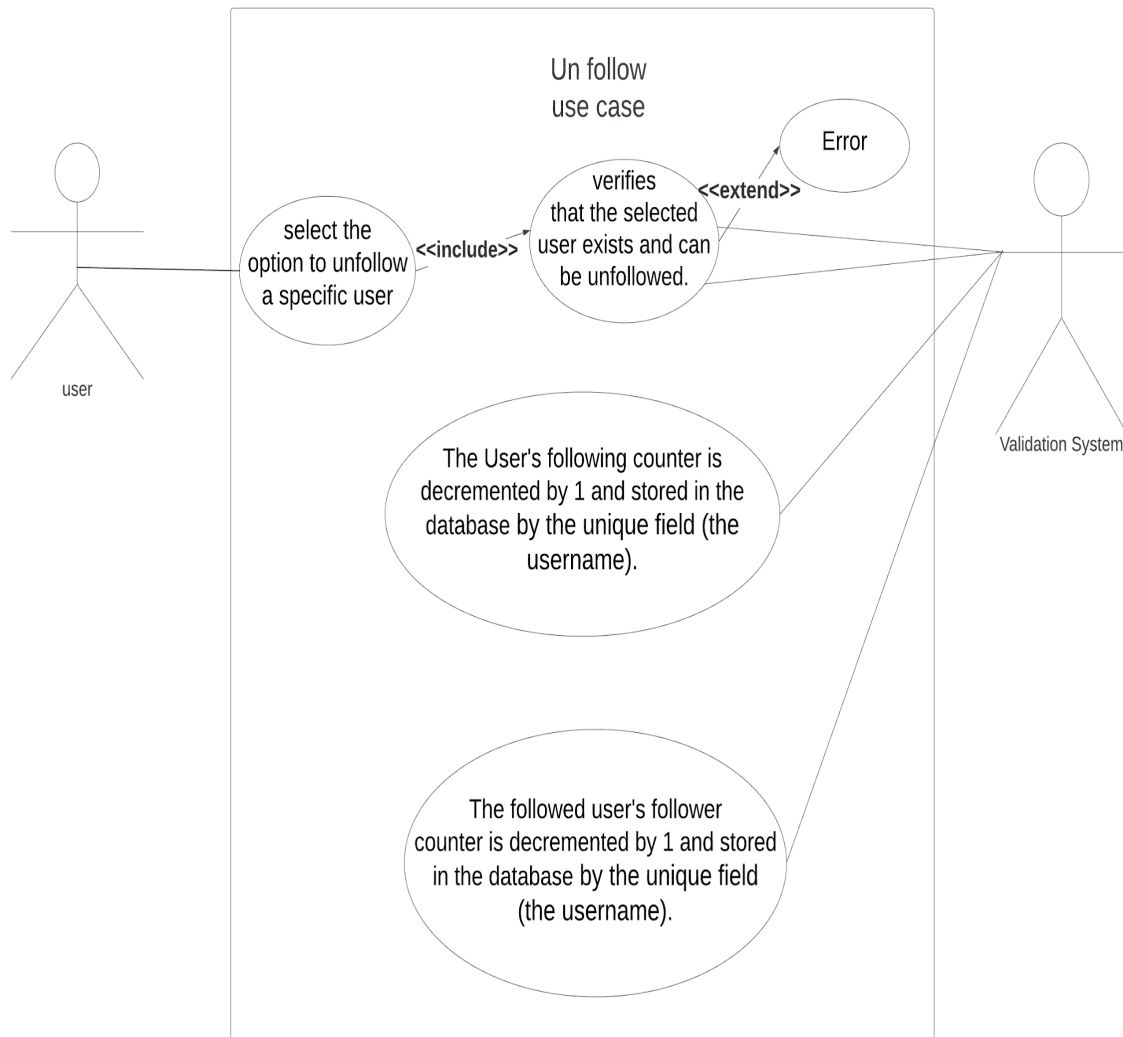 Un follow
use case
Error
verifies
that the selected
user exists and can
be unfollowed.
<<extend>>
select the
option to unfollow
a specific user
<<include>>
user
Validation System
The User's following counter is
decremented by 1 and stored in the
database by the unique field (the
username).
The followed user's follower
counter is decremented by 1 and stored
in the database by the unique field
(the username).